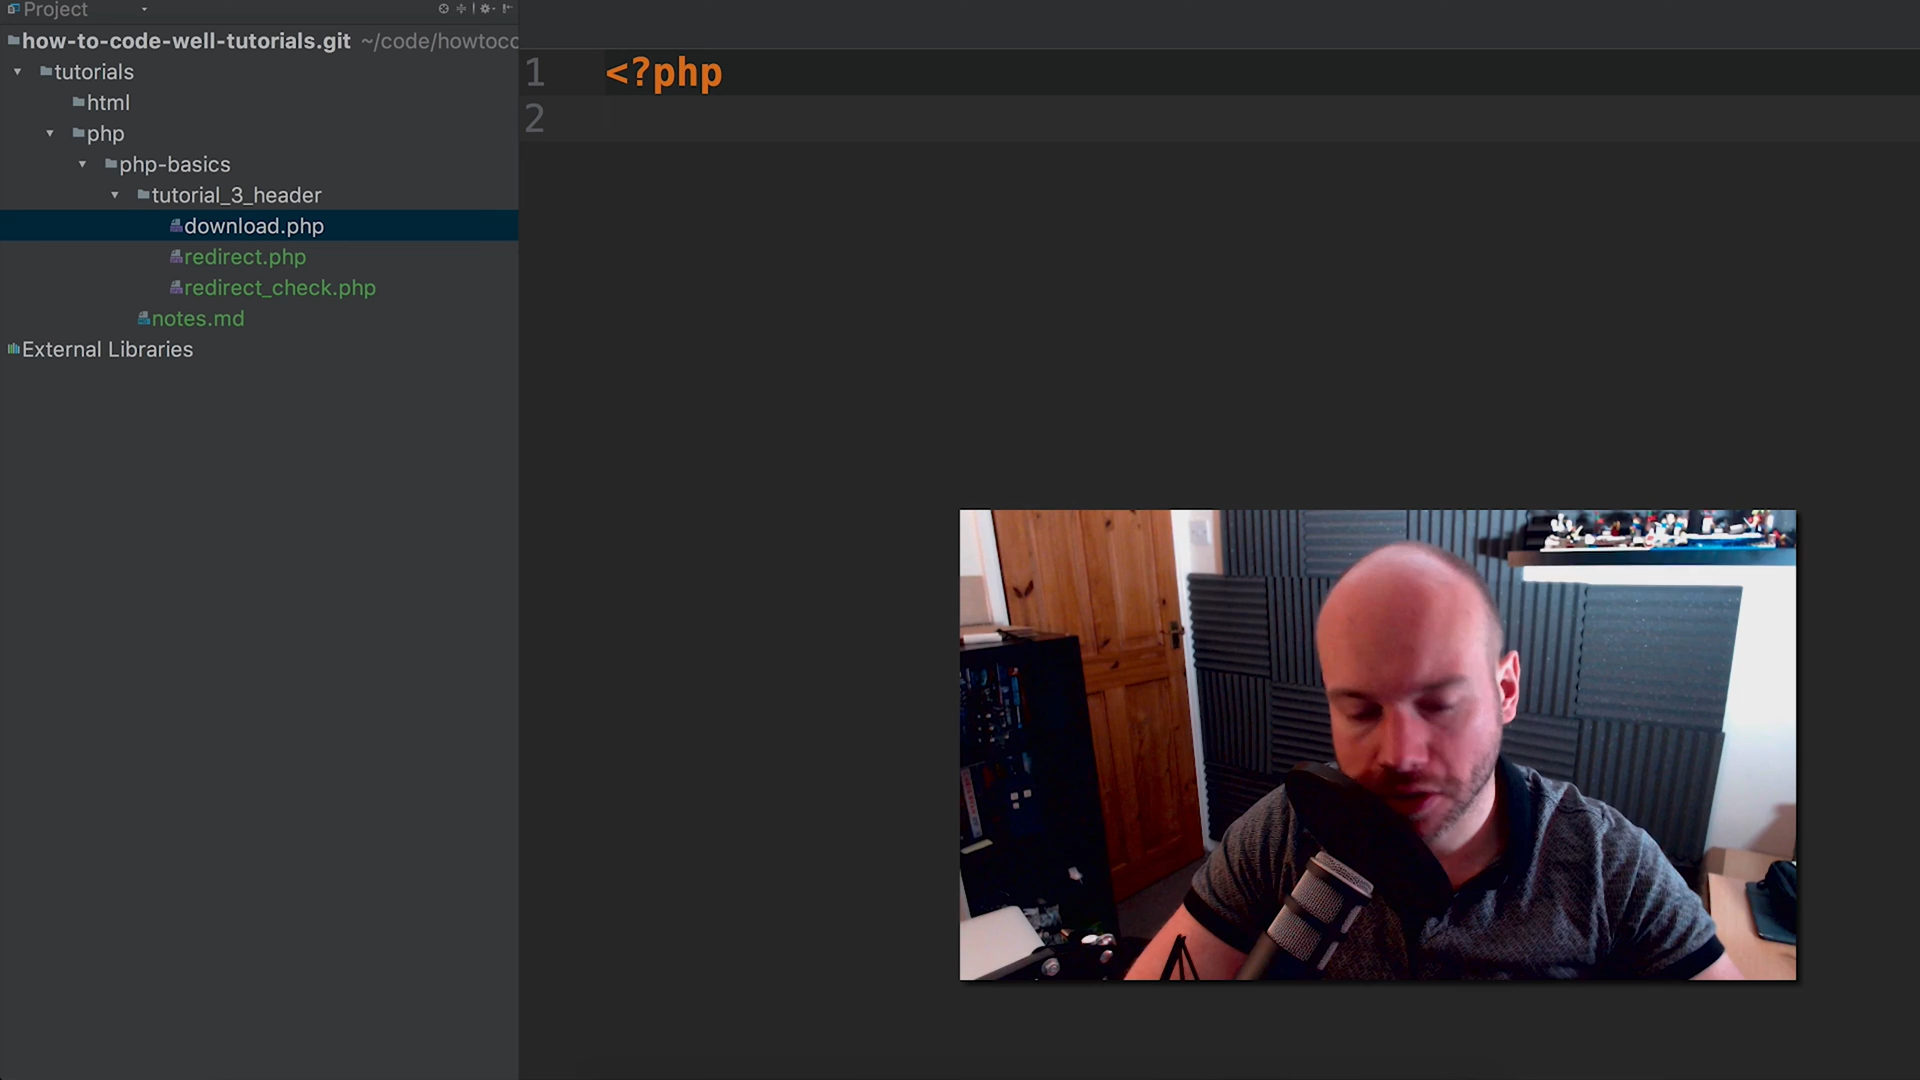 Project
how-to-code-well-tutorials.git ~/code/howtoco
tutorials
html
php
php-basics
tutorial_3_header
download.php
redirect.php
redirect_check.php
notes.md
External Libraries
1 <?php
2